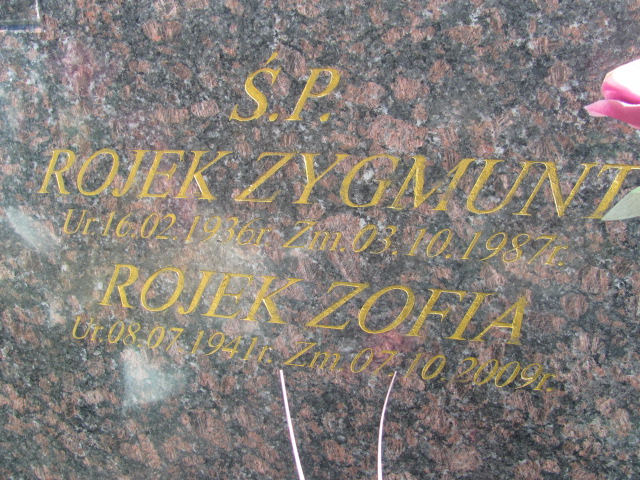 Ś.P.
ROJEK ZYGMUNT
Ur.16.02.1936r. Zm.03.10.1987r.
ROJEK ZOFIA
Ur.08.07.1941r. Zm.07.10.2009r.